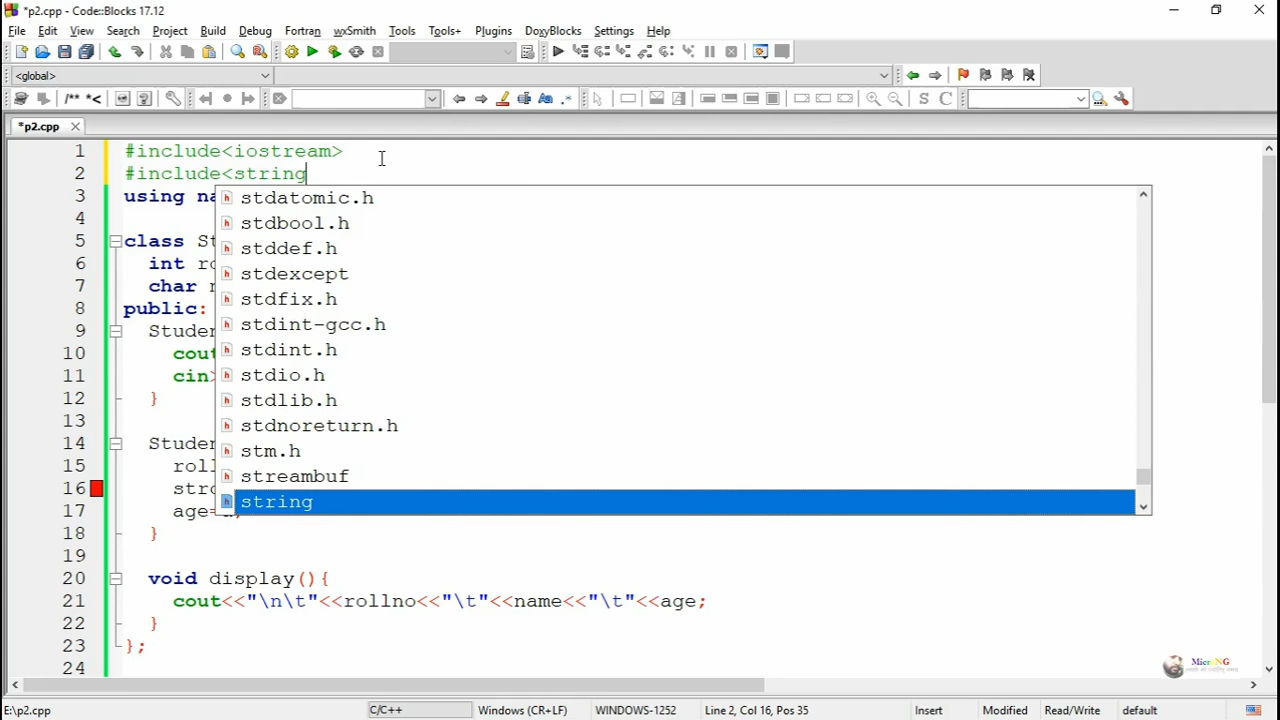 *p2.cpp - Code::Blocks 17.12
File Edit View Search Project Build Debug Fortran wxSmith Tools Tools+ Plugins DoxyBlocks Settings Help
<global>
/** *< S C
*p2.cpp
1 #include<iostream>
2 #include<string
3 using na
4
5 class St
6 int ro
7 char n
8 public:
9 Studen
10 cout
11 cin>
12 }
13
14 Studen
15 roll
16 strc
17 age=
18 }
19
20 void display(){
21 cout<<"\n\t"<<rollno<<"\t"<<name<<"\t"<<age;
22 }
23 };
24
stdatomic.h
stdbool.h
stddef.h
stdexcept
stdfix.h
stdint-gcc.h
stdint.h
stdio.h
stdlib.h
stdnoreturn.h
stm.h
streambuf
string
MicroNG
E:\p2.cpp C/C++ Windows (CR+LF) WINDOWS-1252 Line 2, Col 16, Pos 35 Insert Modified Read/Write default